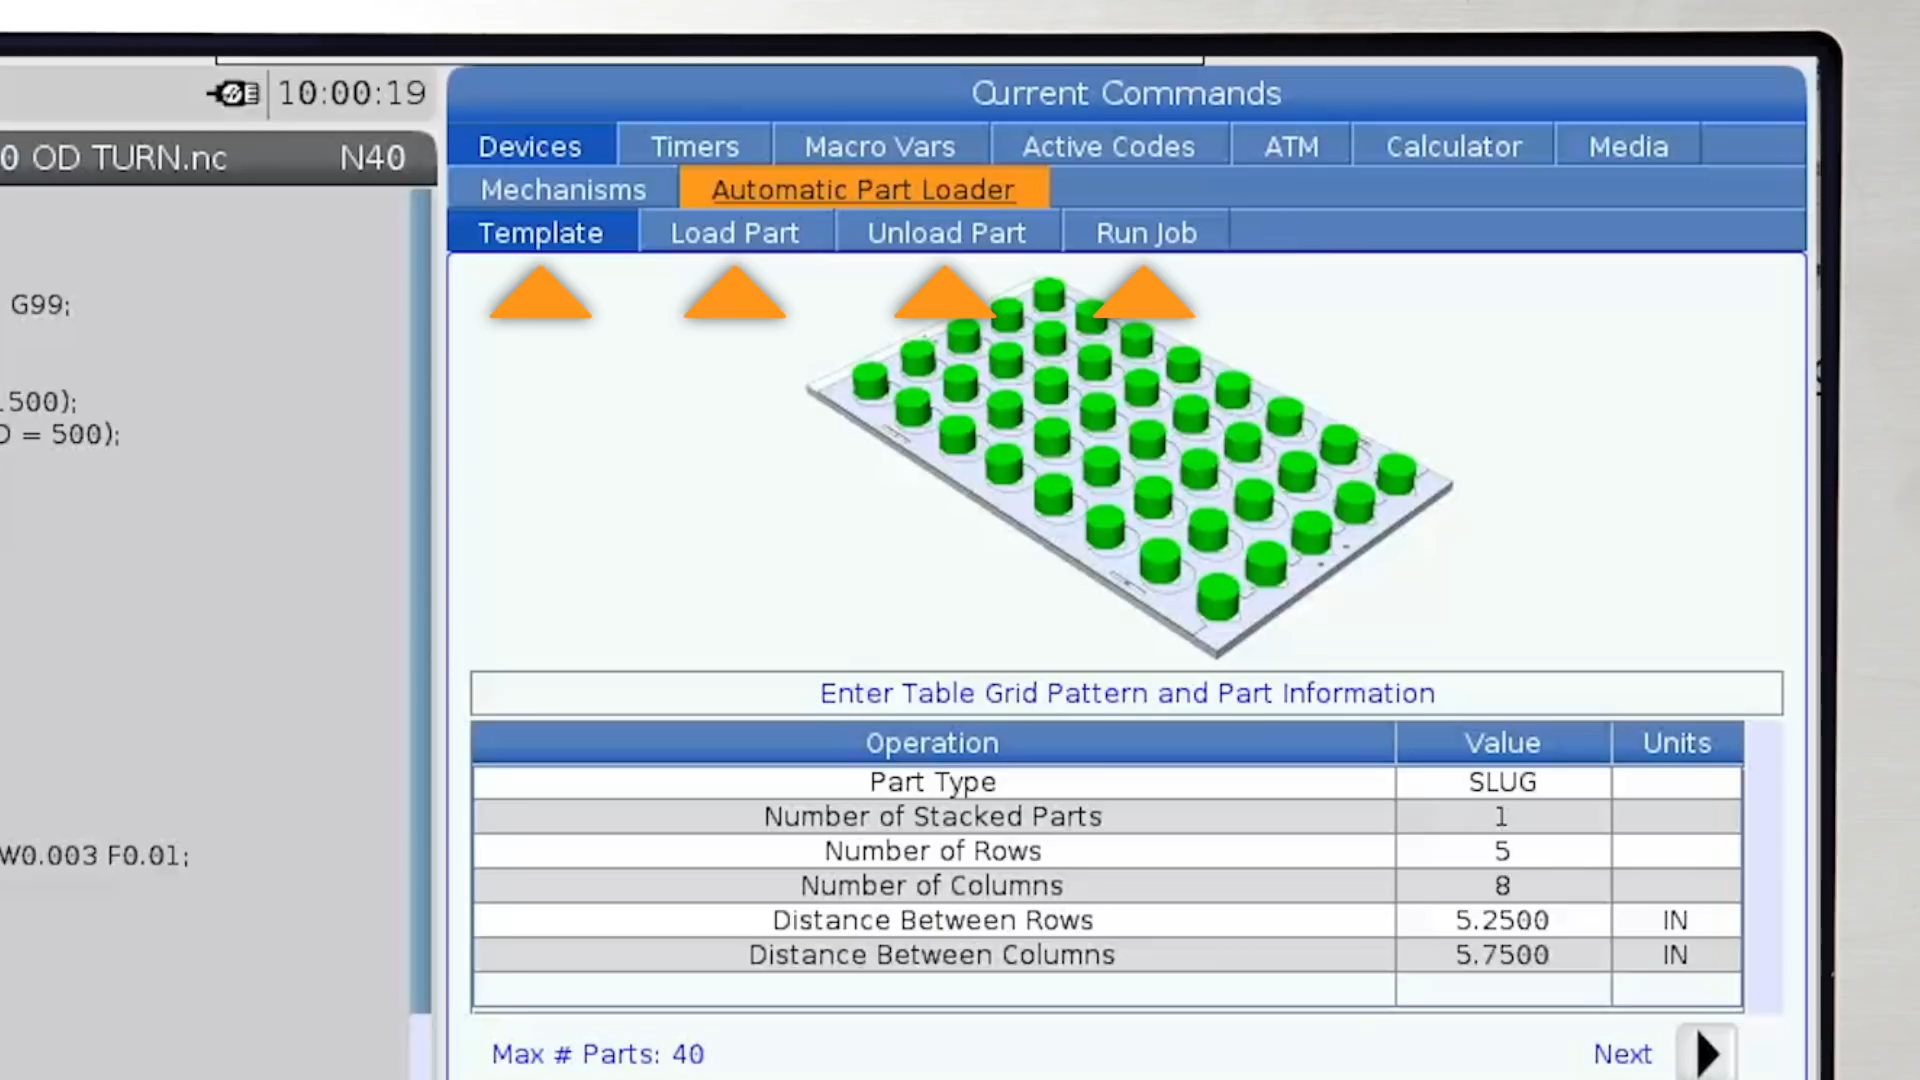 10:00:19
0 OD TURN.nc N40
G99;
.500);
D = 500);
W0.003 F0.01;
Current Commands
Devices Timers Macro Vars Active Codes ATM Calculator Media
Mechanisms Automatic Part Loader
Template Load Part Unload Part Run Job
Enter Table Grid Pattern and Part Information
Operation Value Units
Part Type SLUG
Number of Stacked Parts 1
Number of Rows 5
Number of Columns 8
Distance Between Rows 5.2500 IN
Distance Between Columns 5.7500 IN
Max # Parts: 40
Next